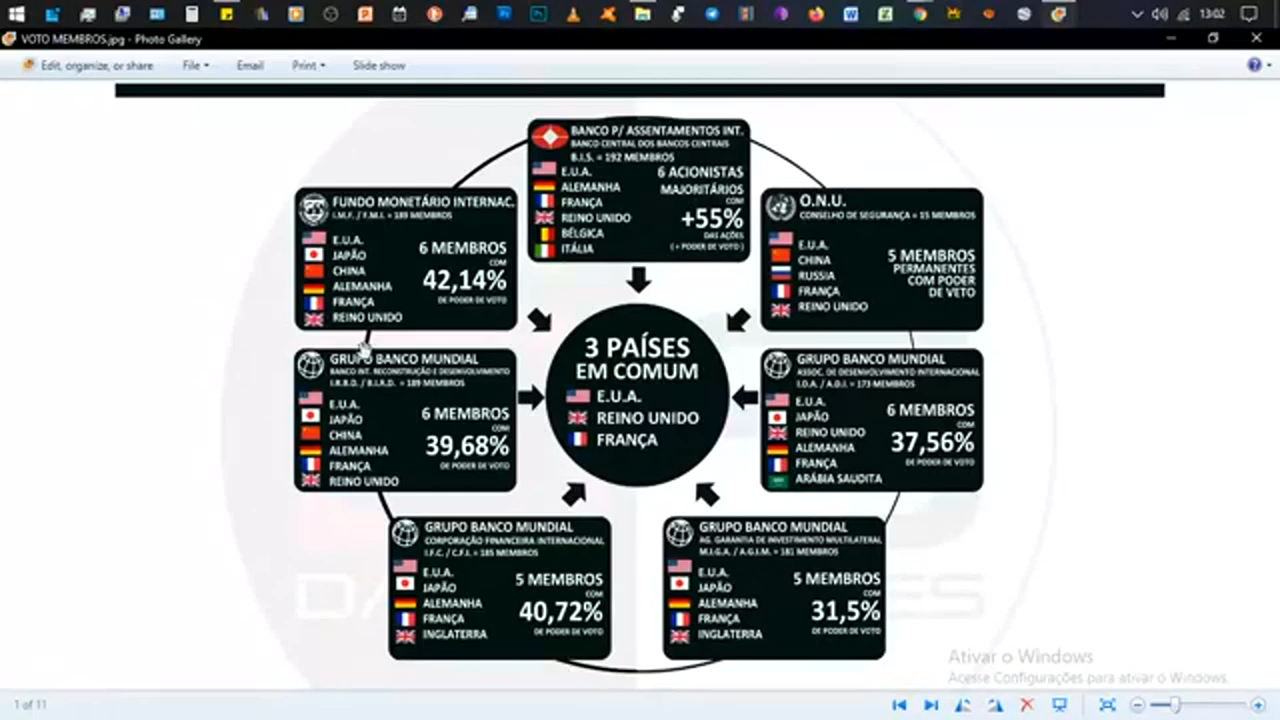 13:02
VOTO MEMBROS.jpg - Photo Gallery
Edit, organize, or share
File
Email
Print
Slide show
BANCO P/ ASSENTAMENTOS INT.
BANCO CENTRAL DOS BANCOS CENTRAIS
B.I.S. = 192 MEMBROS
E.U.A.
ALEMANHA
FRANÇA
REINO UNIDO
BÉLGICA
ITÁLIA
6 ACIONISTAS
MAJORITÁRIOS
COM
+55%
DAS AÇÕES
(+ PODER DE VOTO)
FUNDO MONETÁRIO INTERNAC.
I.M.F. / F.M.I. = 189 MEMBROS
E.U.A.
JAPÃO
CHINA
ALEMANHA
FRANÇA
REINO UNIDO
6 MEMBROS
COM
42,14%
DE PODER DE VOTO
O.N.U.
CONSELHO DE SEGURANÇA = 15 MEMBROS
E.U.A.
CHINA
RUSSIA
FRANÇA
REINO UNIDO
5 MEMBROS
PERMANENTES
COM PODER
DE VETO
3 PAÍSES
EM COMUM
E.U.A.
REINO UNIDO
FRANÇA
GRUPO BANCO MUNDIAL
BANCO INT. RECONSTRUÇÃO E DESENVOLVIMENTO
I.R.B.D. / B.I.R.D. = 189 MEMBROS
E.U.A.
JAPÃO
CHINA
ALEMANHA
FRANÇA
REINO UNIDO
6 MEMBROS
COM
39,68%
DE PODER DE VOTO
GRUPO BANCO MUNDIAL
ASSOC. DE DESENVOLVIMENTO INTERNACIONAL
I.D.A. / A.D.I. = 173 MEMBROS
E.U.A.
JAPÃO
REINO UNIDO
ALEMANHA
FRANÇA
ARÁBIA SAUDITA
6 MEMBROS
COM
37,56%
DE PODER DE VOTO
GRUPO BANCO MUNDIAL
CORPORAÇÃO FINANCEIRA INTERNACIONAL
I.F.C. / C.F.I. = 185 MEMBROS
E.U.A.
JAPÃO
ALEMANHA
FRANÇA
INGLATERRA
5 MEMBROS
COM
40,72%
DE PODER DE VOTO
GRUPO BANCO MUNDIAL
AG. GARANTIA DE INVESTIMENTO MULTILATERAL
M.I.G.A. / A.G.I.M. = 181 MEMBROS
E.U.A.
JAPÃO
ALEMANHA
FRANÇA
INGLATERRA
5 MEMBROS
COM
31,5%
DE PODER DE VOTO
Ativar o Windows
Acesse Configurações para ativar o Windows.
1 of 11